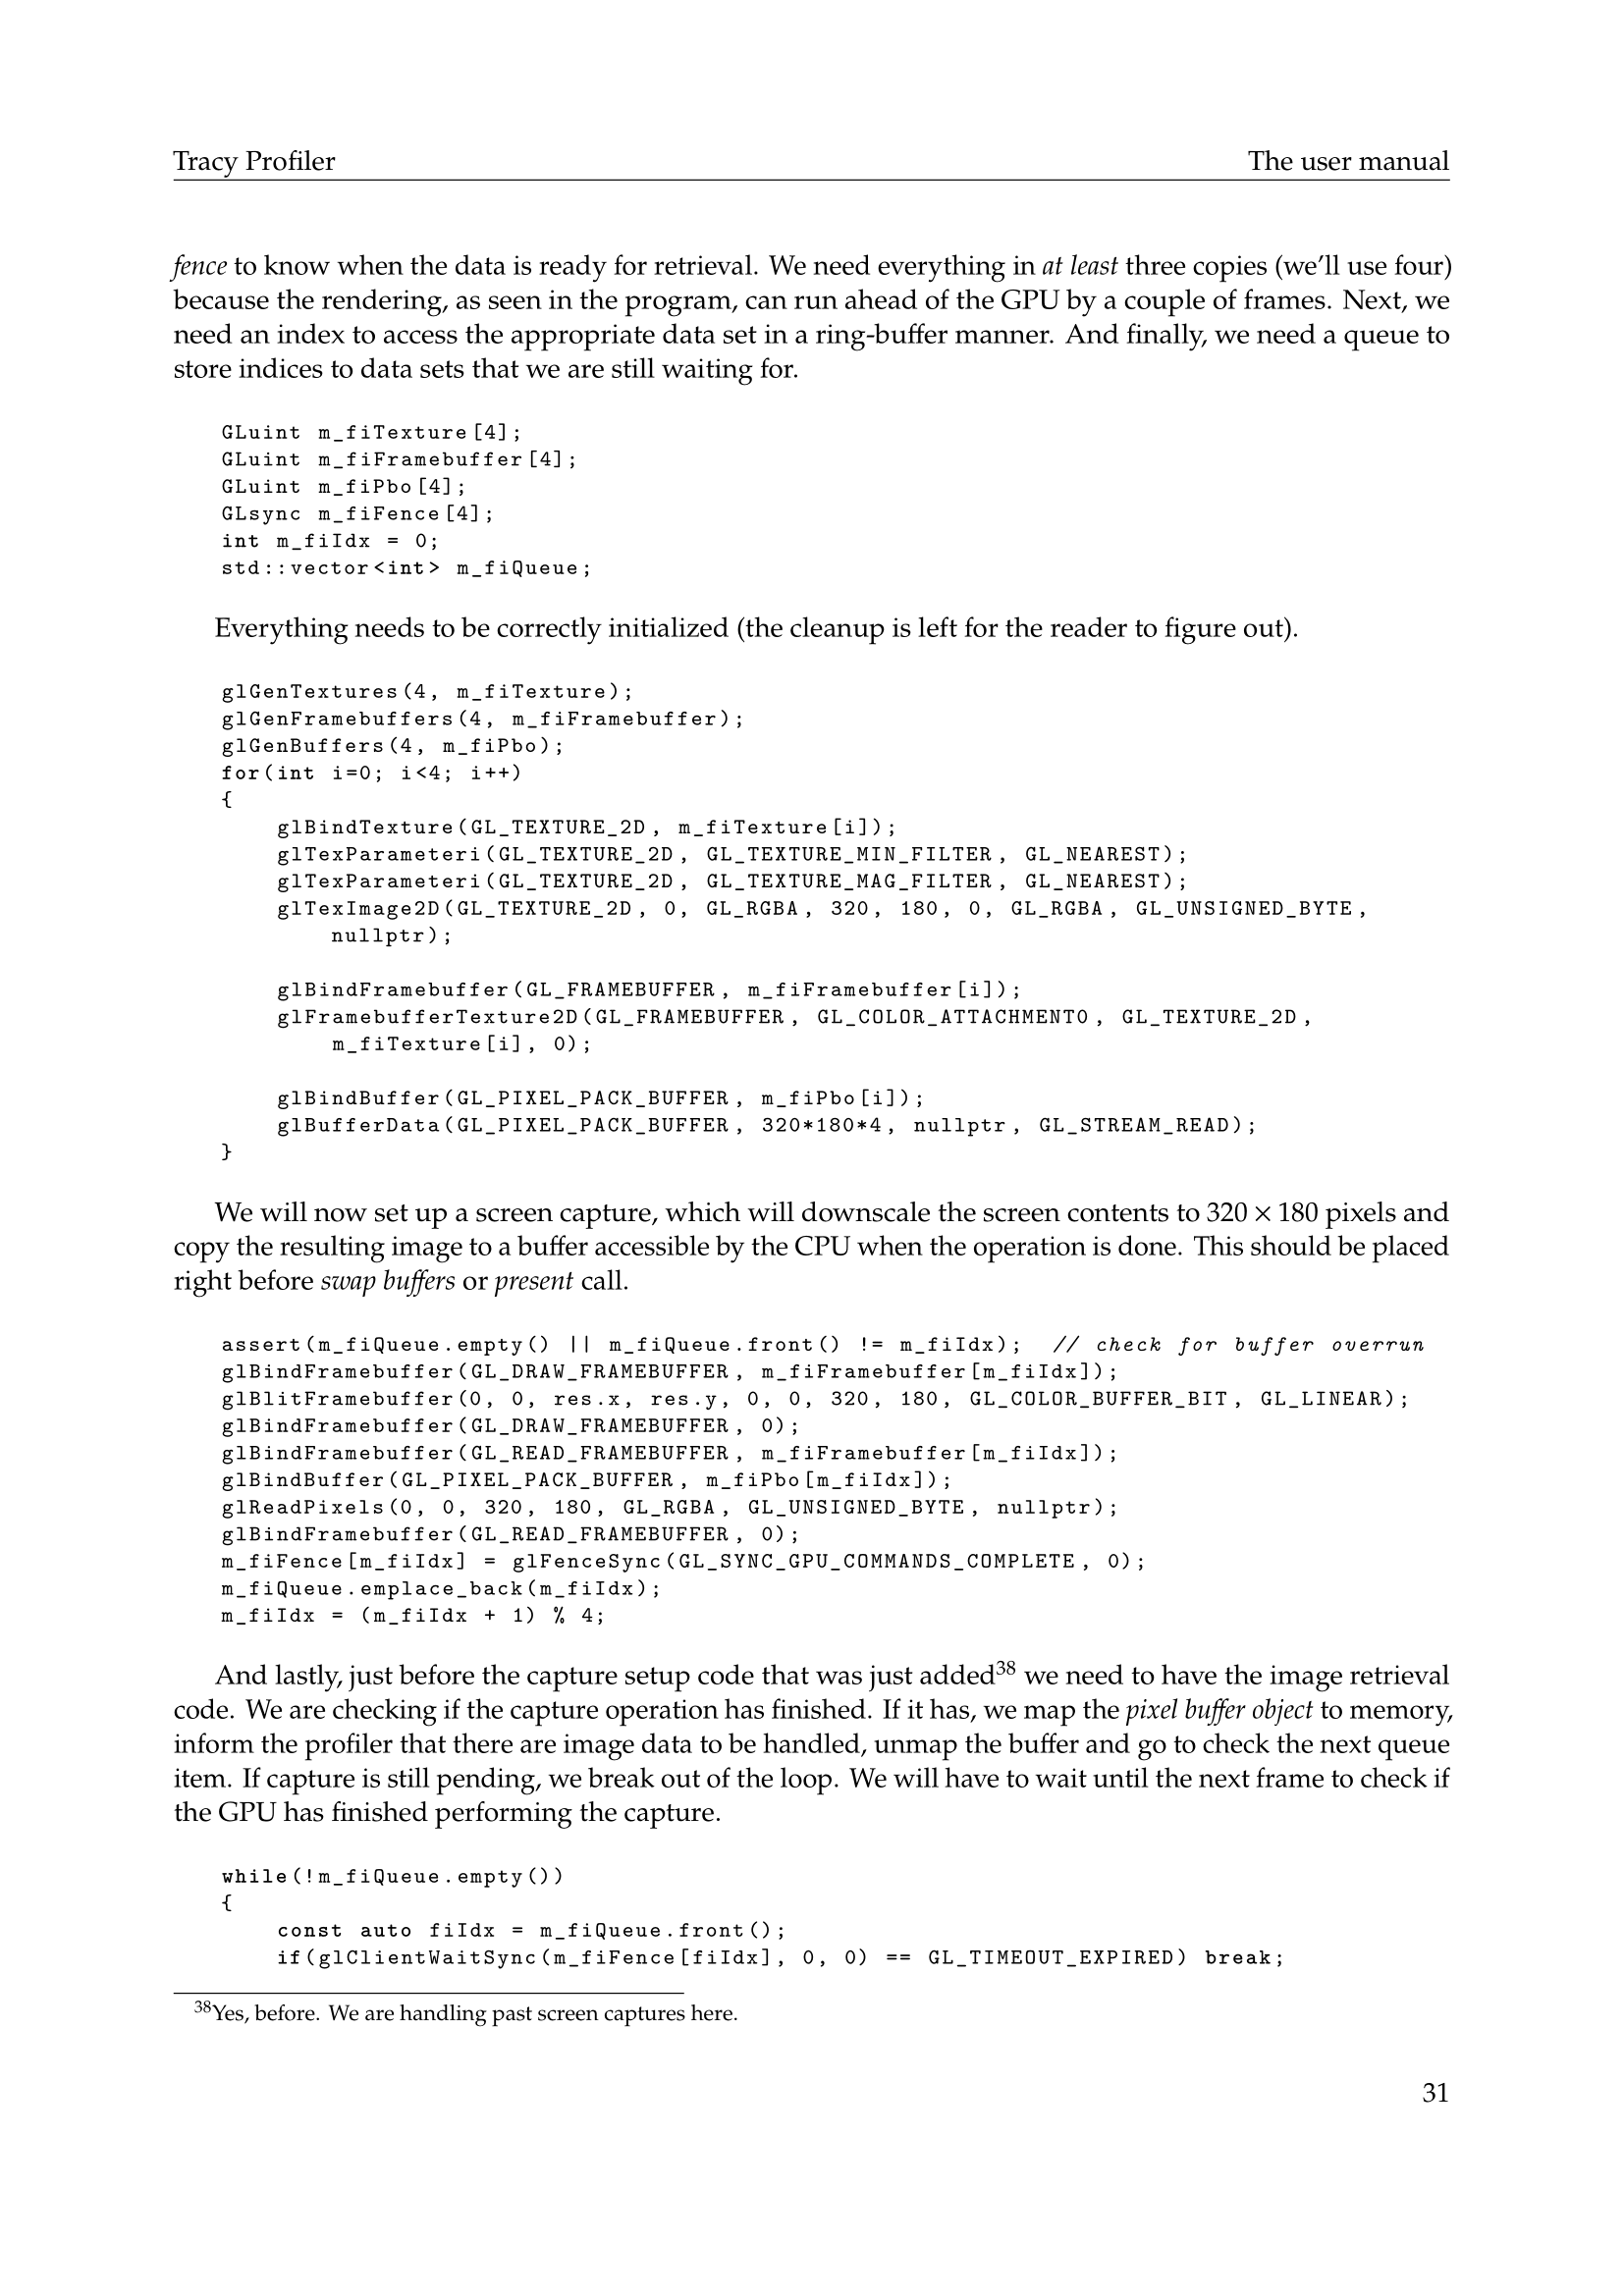 Tracy Profiler The user manual
fence to know when the data is ready for retrieval. We need everything in at least three copies (we'll use four)
because the rendering, as seen in the program, can run ahead of the GPU by a couple of frames. Next, we
need an index to access the appropriate data set in a ring-buffer manner. And finally, we need a queue to
store indices to data sets that we are still waiting for.
GLuint m_fiTexture[4];
GLuint m_fiFramebuffer[4];
GLuint m_fiPbo[4];
GLsync m_fiFence[4];
int m_fiIdx = 0;
std::vector<int> m_fiQueue;
Everything needs to be correctly initialized (the cleanup is left for the reader to figure out).
glGenTextures(4, m_fiTexture);
glGenFramebuffers(4, m_fiFramebuffer);
glGenBuffers(4, m_fiPbo);
for(int i=0; i<4; i++)
{
    glBindTexture(GL_TEXTURE_2D, m_fiTexture[i]);
    glTexParameteri(GL_TEXTURE_2D, GL_TEXTURE_MIN_FILTER, GL_NEAREST);
    glTexParameteri(GL_TEXTURE_2D, GL_TEXTURE_MAG_FILTER, GL_NEAREST);
    glTexImage2D(GL_TEXTURE_2D, 0, GL_RGBA, 320, 180, 0, GL_RGBA, GL_UNSIGNED_BYTE,
        nullptr);
    glBindFramebuffer(GL_FRAMEBUFFER, m_fiFramebuffer[i]);
    glFramebufferTexture2D(GL_FRAMEBUFFER, GL_COLOR_ATTACHMENT0, GL_TEXTURE_2D,
        m_fiTexture[i], 0);
    glBindBuffer(GL_PIXEL_PACK_BUFFER, m_fiPbo[i]);
    glBufferData(GL_PIXEL_PACK_BUFFER, 320*180*4, nullptr, GL_STREAM_READ);
}
We will now set up a screen capture, which will downscale the screen contents to 320 × 180 pixels and
copy the resulting image to a buffer accessible by the CPU when the operation is done. This should be placed
right before swap buffers or present call.
assert(m_fiQueue.empty() || m_fiQueue.front() != m_fiIdx);  // check for buffer overrun
glBindFramebuffer(GL_DRAW_FRAMEBUFFER, m_fiFramebuffer[m_fiIdx]);
glBlitFramebuffer(0, 0, res.x, res.y, 0, 0, 320, 180, GL_COLOR_BUFFER_BIT, GL_LINEAR);
glBindFramebuffer(GL_DRAW_FRAMEBUFFER, 0);
glBindFramebuffer(GL_READ_FRAMEBUFFER, m_fiFramebuffer[m_fiIdx]);
glBindBuffer(GL_PIXEL_PACK_BUFFER, m_fiPbo[m_fiIdx]);
glReadPixels(0, 0, 320, 180, GL_RGBA, GL_UNSIGNED_BYTE, nullptr);
glBindFramebuffer(GL_READ_FRAMEBUFFER, 0);
m_fiFence[m_fiIdx] = glFenceSync(GL_SYNC_GPU_COMMANDS_COMPLETE, 0);
m_fiQueue.emplace_back(m_fiIdx);
m_fiIdx = (m_fiIdx + 1) % 4;
And lastly, just before the capture setup code that was just added38 we need to have the image retrieval
code. We are checking if the capture operation has finished. If it has, we map the pixel buffer object to memory,
inform the profiler that there are image data to be handled, unmap the buffer and go to check the next queue
item. If capture is still pending, we break out of the loop. We will have to wait until the next frame to check if
the GPU has finished performing the capture.
while(!m_fiQueue.empty())
{
    const auto fiIdx = m_fiQueue.front();
    if(glClientWaitSync(m_fiFence[fiIdx], 0, 0) == GL_TIMEOUT_EXPIRED) break;
38Yes, before. We are handling past screen captures here.
31